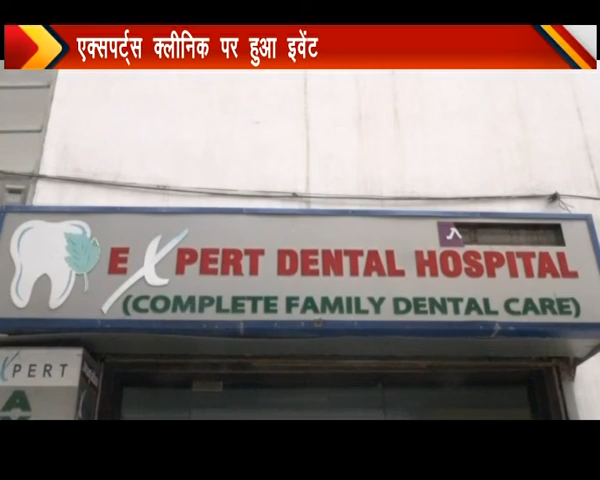 एक्सपर्ट्स क्लीनिक पर हुआ इवेंट
EXPERT DENTAL HOSPITAL
(COMPLETE FAMILY DENTAL CARE)
XPERT